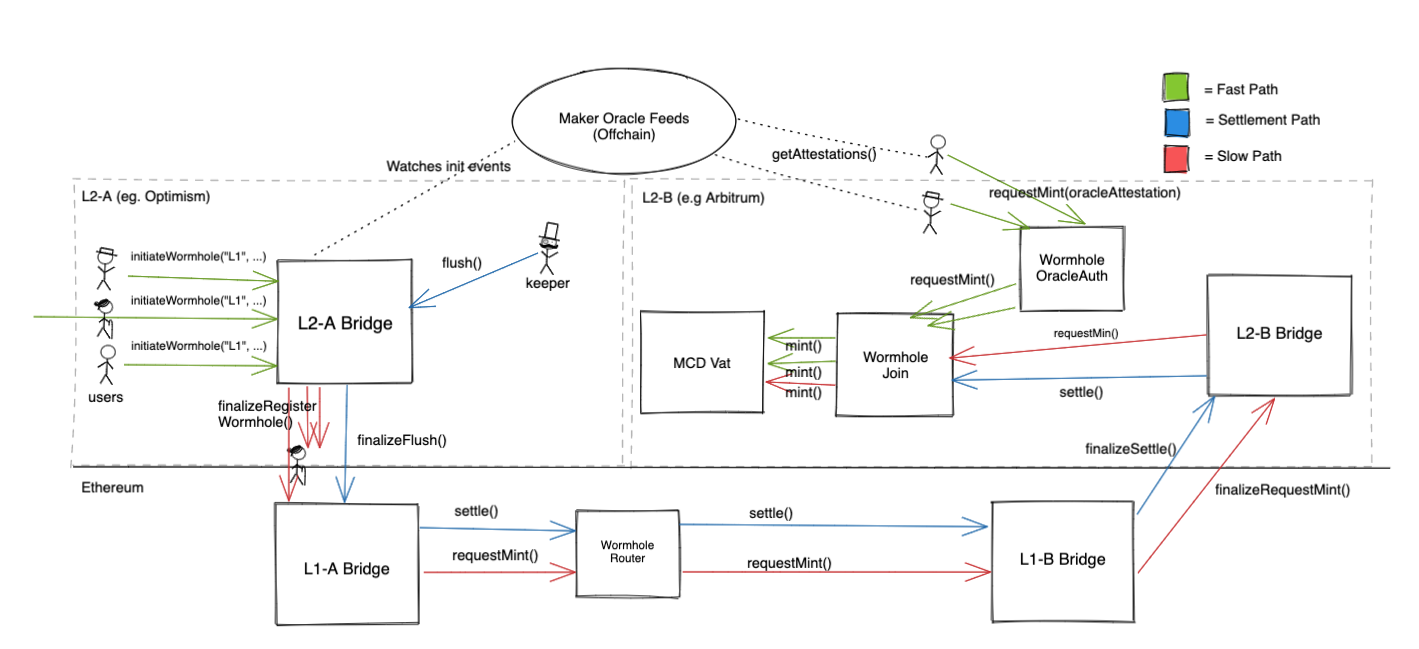 Maker Oracle Feeds
(Offchain)
= Fast Path
= Settlement Path
= Slow Path
Watches init events
getAttestations()
requestMint(oracleAttestation)
L2-A (eg. Optimism)
L2-B (e.g Arbitrum)
initiateWormhole("L1", ...)
initiateWormhole("L1", ...)
initiateWormhole("L1", ...)
users
L2-A Bridge
flush()
keeper
Wormhole
OracleAuth
requestMint()
MCD Vat
mint()
mint()
mint()
Wormhole
Join
requestMin()
settle()
L2-B Bridge
finalizeRegister
Wormhole()
finalizeFlush()
finalizeSettle()
finalizeRequestMint()
Ethereum
L1-A Bridge
settle()
requestMint()
Wormhole
Router
settle()
requestMint()
L1-B Bridge